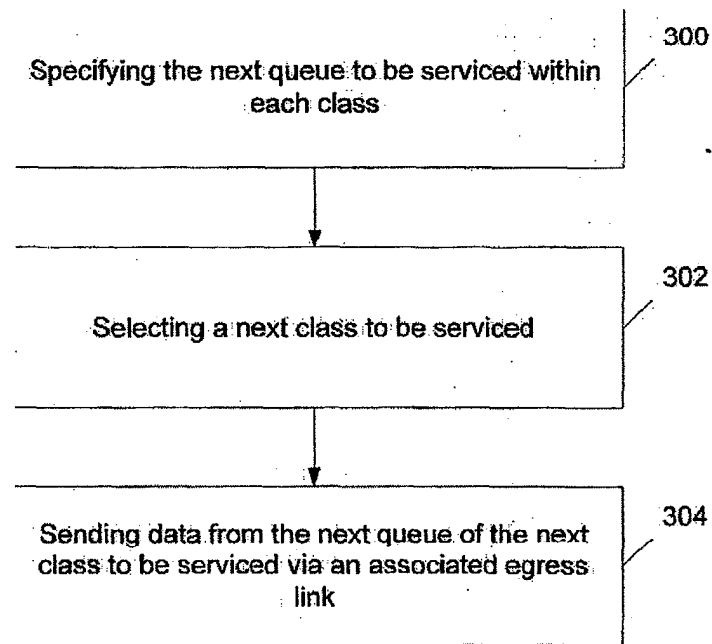 300
Specifying the next queue to be serviced within
each class
302
Selecting a next class to be serviced
304
Sending data from the next queue of the next
class to be serviced via an associated egress
link